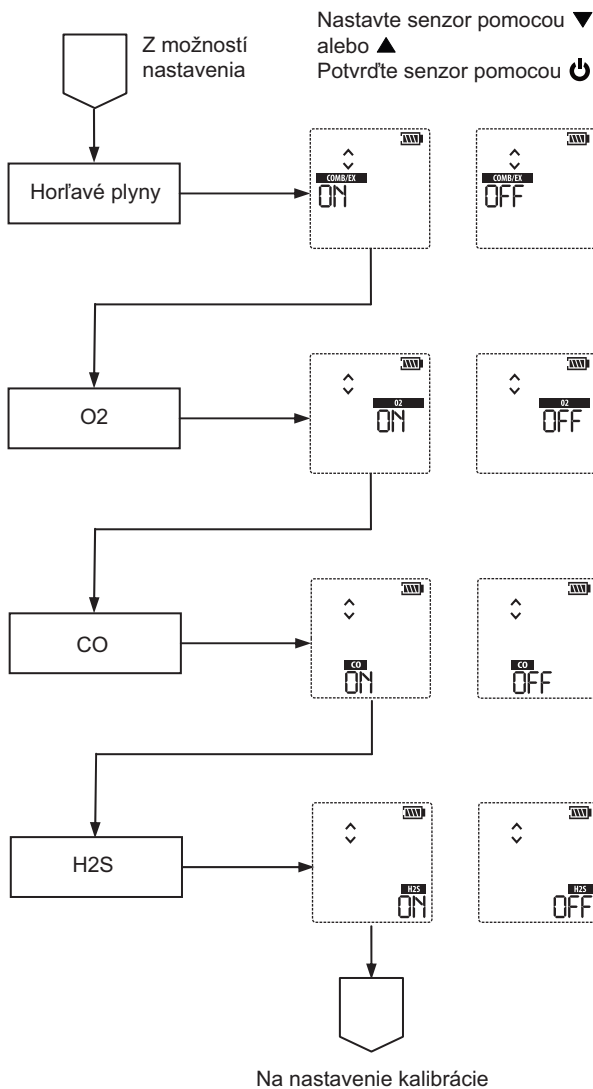 Z možností
nastavenia
Nastavte senzor pomocou ▼
alebo ▲
Potvrďte senzor pomocou ⏻
Horľavé plyny
COMB/EX
ON
COMB/EX
OFF
O2
O2
ON
O2
OFF
CO
CO
ON
CO
OFF
H2S
H2S
ON
H2S
OFF
Na nastavenie kalibrácie